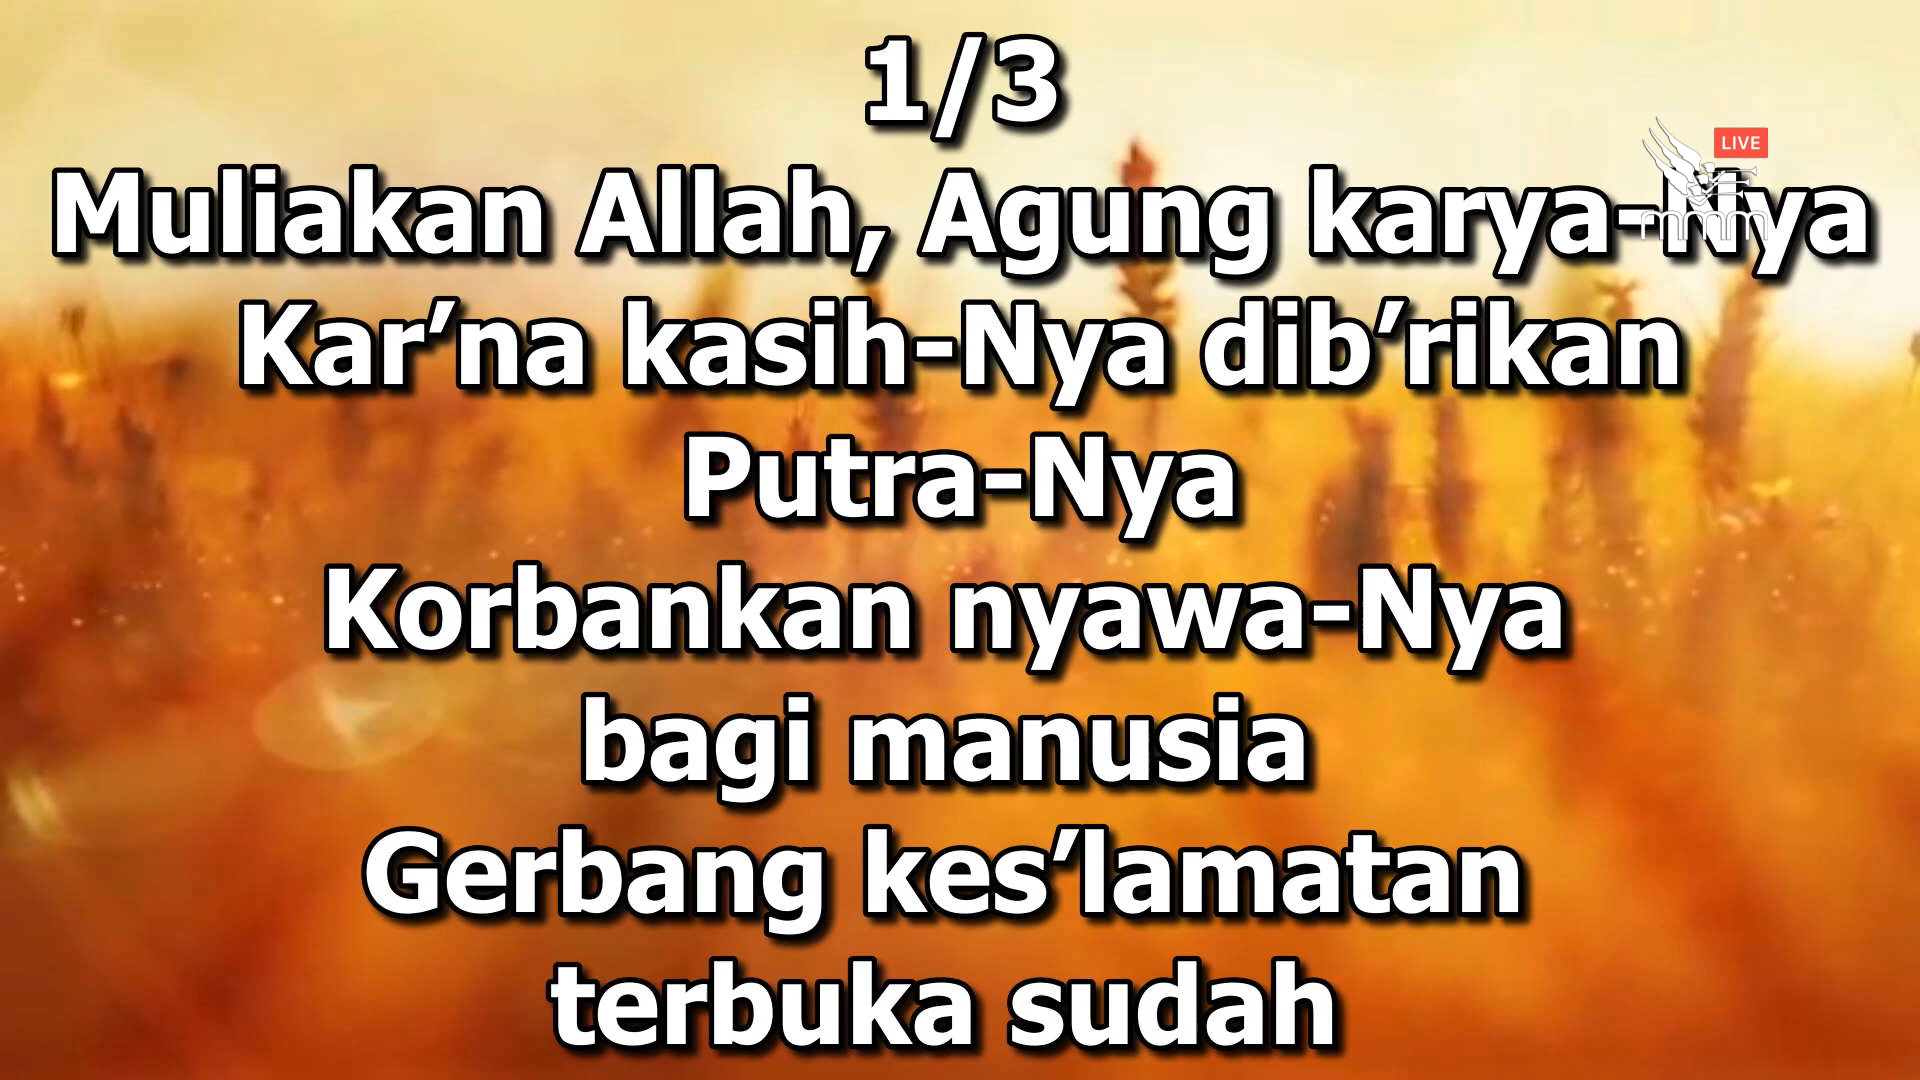 1/3
LIVE
Muliakan Allah, Agung karya-Nya
mmm
Kar’na kasih-Nya dib’rikan
Putra-Nya
Korbankan nyawa-Nya
bagi manusia
Gerbang kes’lamatan
terbuka sudah